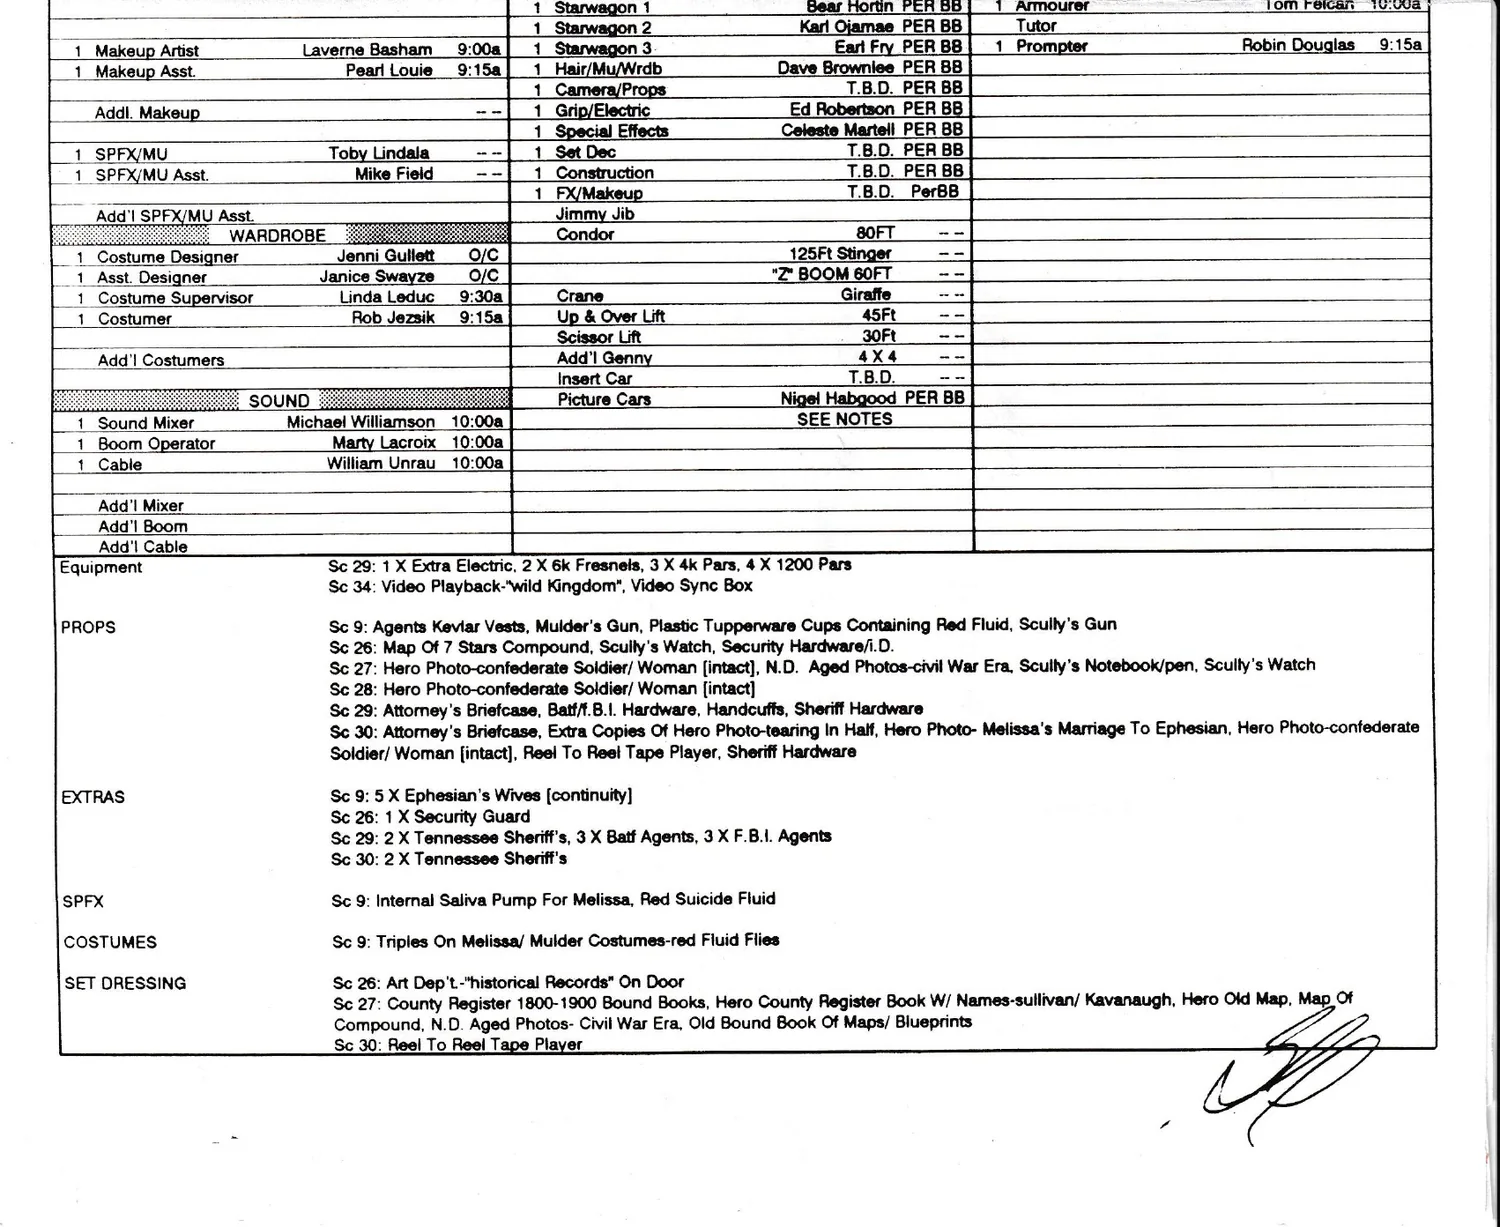 1 Starwagon 1 Bear Hortin PER BB
1 Armourer Tom Felcan 10:00a
1 Starwagon 2 Karl Ojamae PER BB
Tutor
1 Makeup Artist Laverne Basham 9:00a
1 Starwagon 3 Earl Fry PER BB
1 Prompter Robin Douglas 9:15a
1 Makeup Asst. Pearl Louie 9:15a
1 Hair/Mu/Wrdb Dave Brownlee PER BB
1 Camera/Props T.B.D. PER BB
Addl. Makeup -- --
1 Grip/Electric Ed Robertson PER BB
1 Special Effects Celeste Martell PER BB
1 SPFX/MU Toby Lindala -- --
1 Set Dec T.B.D. PER BB
1 SPFX/MU Asst. Mike Field -- --
1 Construction T.B.D. PER BB
1 FX/Makeup T.B.D. PerBB
Add'l SPFX/MU Asst.
Jimmy Jib
WARDROBE
Condor 80FT -- --
1 Costume Designer Jenni Gullett O/C
125Ft Stinger -- --
1 Asst. Designer Janice Swayze O/C
"Z" BOOM 60FT -- --
1 Costume Supervisor Linda Leduc 9:30a
Crane Giraffe -- --
1 Costumer Rob Jezsik 9:15a
Up & Over Lift 45Ft -- --
Scissor Lift 30Ft -- --
Add'l Costumers
Add'l Genny 4 X 4 -- --
Insert Car T.B.D. -- --
SOUND
Picture Cars Nigel Habgood PER BB
1 Sound Mixer Michael Williamson 10:00a
SEE NOTES
1 Boom Operator Marty Lacroix 10:00a
1 Cable William Unrau 10:00a
Add'l Mixer
Add'l Boom
Add'l Cable
Equipment Sc 29: 1 X Extra Electric, 2 X 6k Fresnels, 3 X 4k Pars, 4 X 1200 Pars
Sc 34: Video Playback-"wild Kingdom", Video Sync Box
PROPS Sc 9: Agents Kevlar Vests, Mulder's Gun, Plastic Tupperware Cups Containing Red Fluid, Scully's Gun
Sc 26: Map Of 7 Stars Compound, Scully's Watch, Security Hardware/i.D.
Sc 27: Hero Photo-confederate Soldier/ Woman [intact], N.D. Aged Photos-civil War Era, Scully's Notebook/pen, Scully's Watch
Sc 28: Hero Photo-confederate Soldier/ Woman [intact]
Sc 29: Attorney's Briefcase, Batf/f.B.I. Hardware, Handcuffs, Sheriff Hardware
Sc 30: Attorney's Briefcase, Extra Copies Of Hero Photo-tearing In Half, Hero Photo- Melissa's Marriage To Ephesian, Hero Photo-confederate
Soldier/ Woman [intact], Reel To Reel Tape Player, Sheriff Hardware
EXTRAS Sc 9: 5 X Ephesian's Wives [continuity]
Sc 26: 1 X Security Guard
Sc 29: 2 X Tennessee Sheriff's, 3 X Batf Agents, 3 X F.B.I. Agents
Sc 30: 2 X Tennessee Sheriff's
SPFX Sc 9: Internal Saliva Pump For Melissa, Red Suicide Fluid
COSTUMES Sc 9: Triples On Melissa/ Mulder Costumes-red Fluid Flies
SET DRESSING Sc 26: Art Dep't.-"historical Records" On Door
Sc 27: County Register 1800-1900 Bound Books, Hero County Register Book W/ Names-sullivan/ Kavanaugh, Hero Old Map, Map Of
Compound, N.D. Aged Photos- Civil War Era, Old Bound Book Of Maps/ Blueprints
Sc 30: Reel To Reel Tape Player